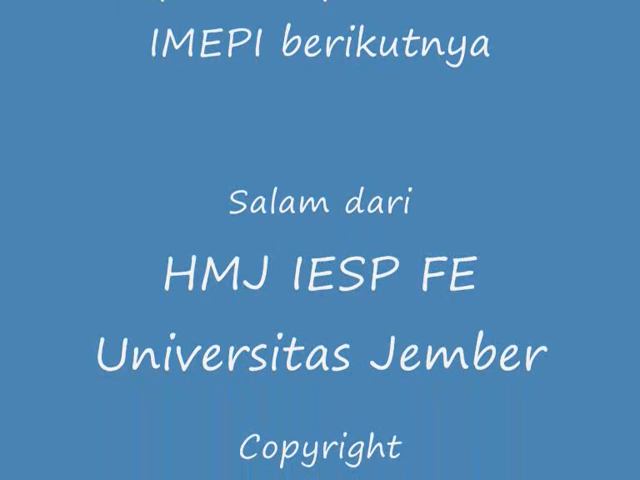 IMEPI berikutnya
Salam dari
HMJ IESP FE
Universitas Jember
Copyright